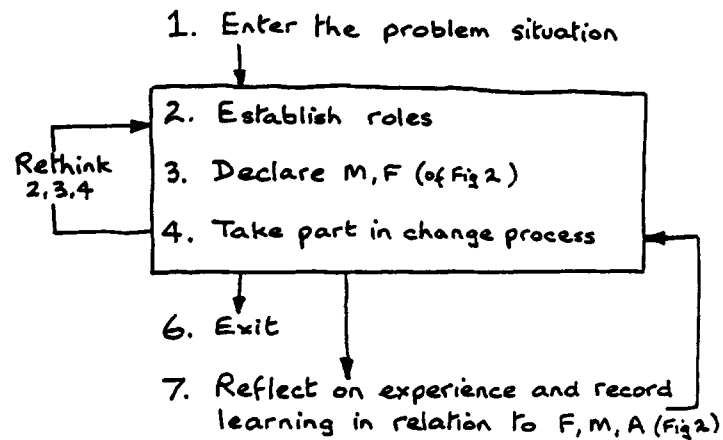 1. Enter the problem situation
2. Establish roles
Rethink
2,3,4
3. Declare M, F (of Fig 2)
4. Take part in change process
6. Exit
7. Reflect on experience and record
learning in relation to F, M, A (Fig 2)